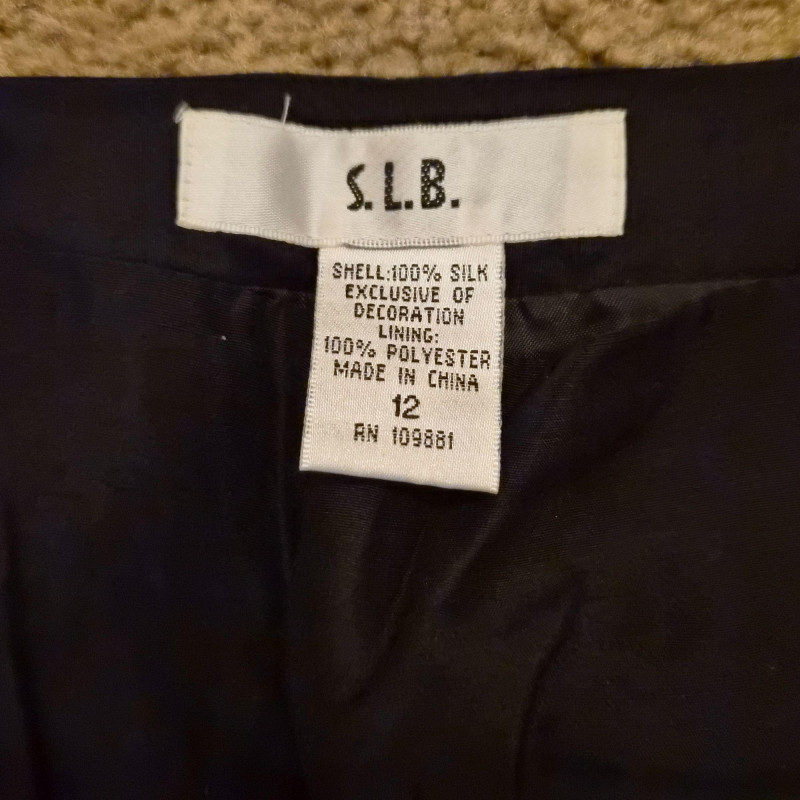 S.L.B.
SHELL:100% SILK
EXCLUSIVE OF
DECORATION
LINING:
100% POLYESTER
MADE IN CHINA
12
RN 109881